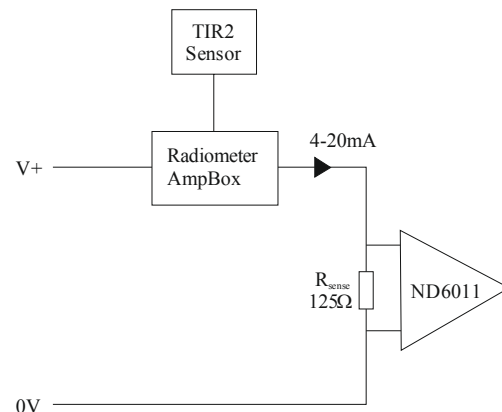 TIR2
Sensor
4-20mA
V+
Radiometer
AmpBox
Rsense
125Ω
ND6011
0V